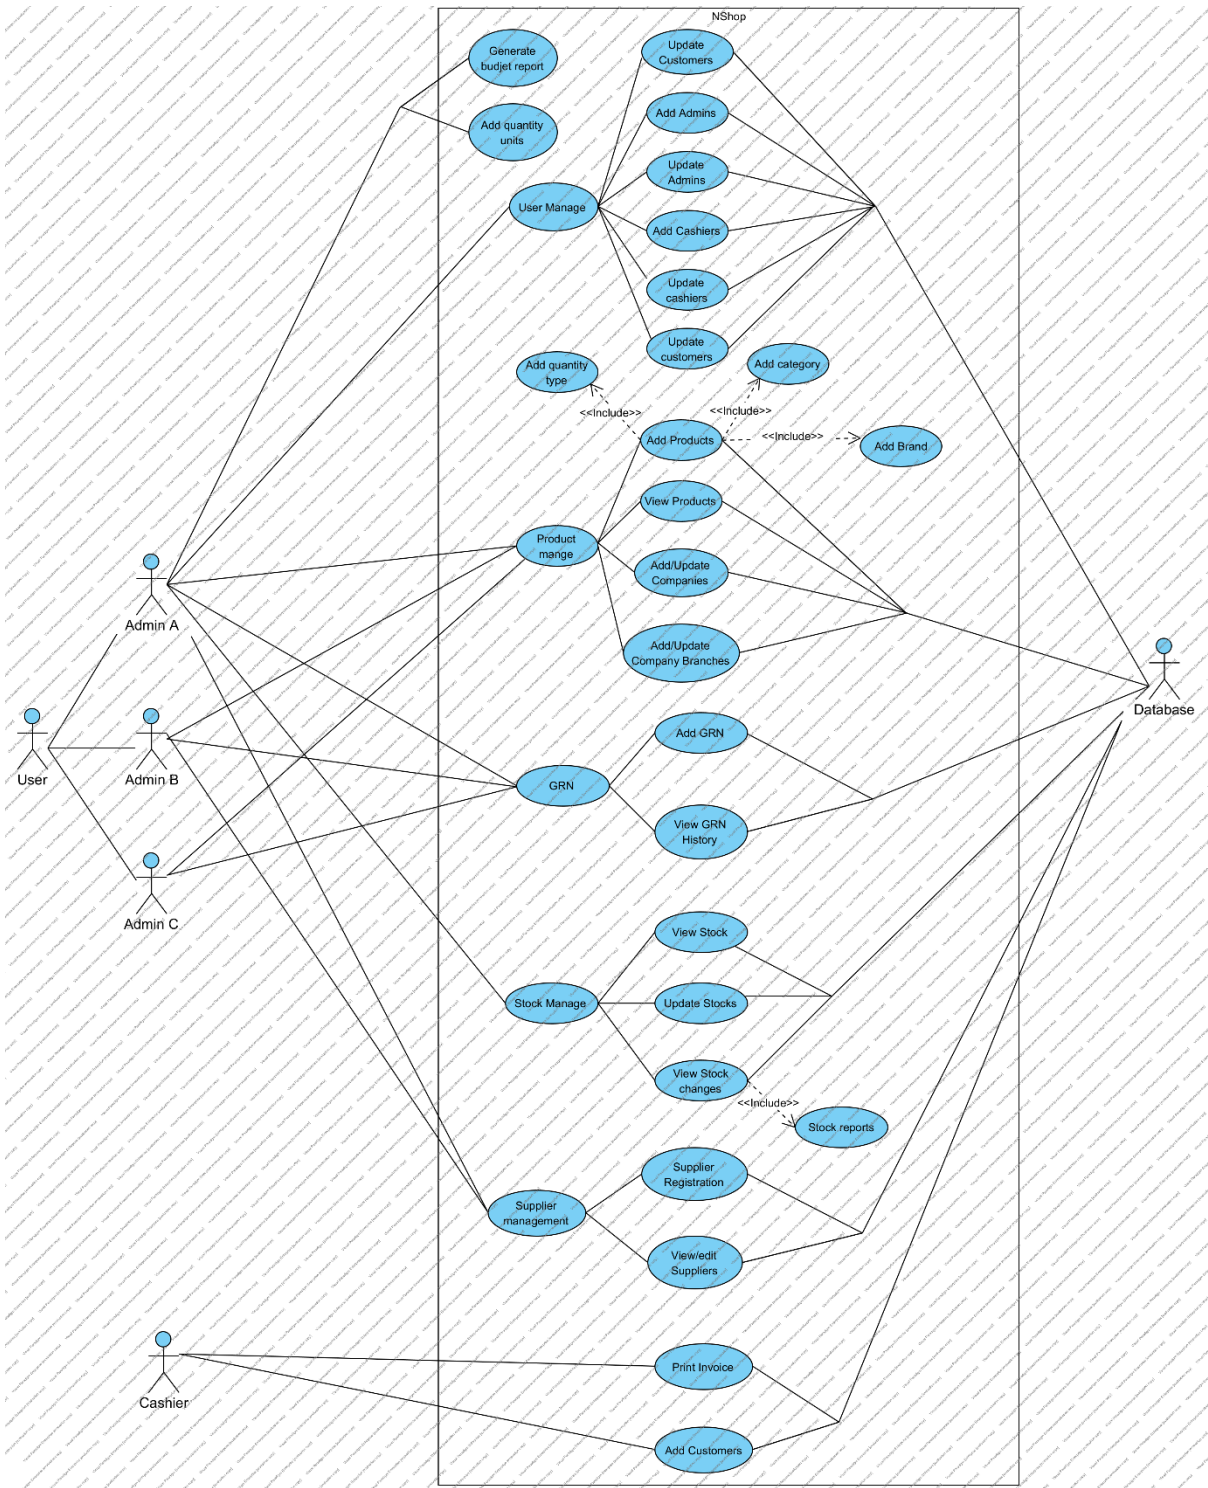 NShop
Generate
budjet report
Add quantity
units
Update
Customers
Add Admins
Update
Admins
User Manage
Add Cashiers
Update
cashiers
Update
customers
Add quantity
type
Add category
<<Include>>
<<Include>>
<<Include>>
Add Products
Add Brand
View Products
Product
mange
Add/Update
Companies
Add/Update
Company Branches
Admin A
Database
User
Admin B
Add GRN
GRN
View GRN
History
Admin C
View Stock
Stock Manage
Update Stocks
View Stock
changes
<<Include>>
Stock reports
Supplier
Registration
Supplier
management
View/edit
Suppliers
Cashier
Print Invoice
Add Customers